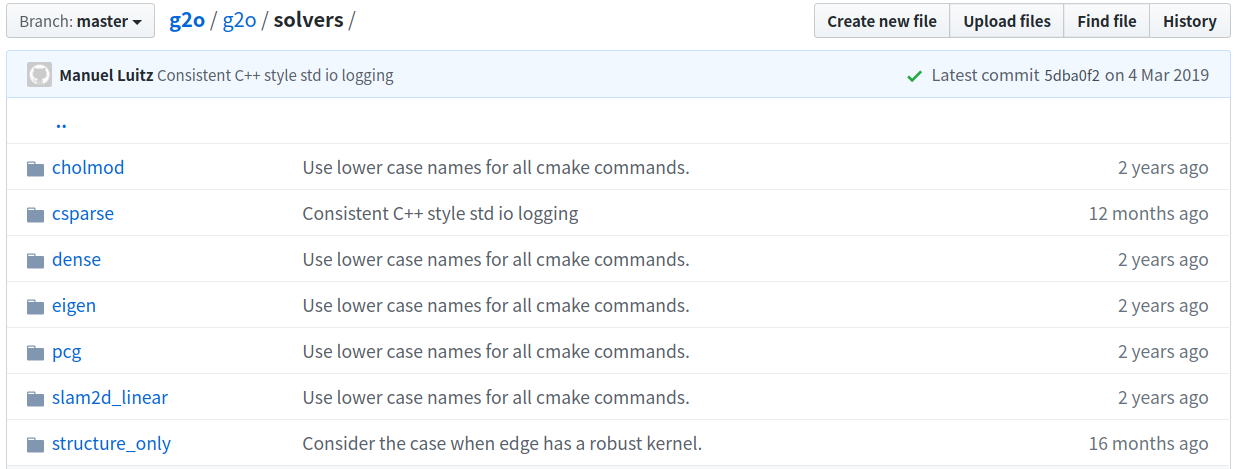 Branch: master g2o / g2o / solvers / Create new file Upload files Find file History
Manuel Luitz Consistent C++ style std io logging Latest commit 5dba0f2 on 4 Mar 2019
..
cholmod Use lower case names for all cmake commands. 2 years ago
csparse Consistent C++ style std io logging 12 months ago
dense Use lower case names for all cmake commands. 2 years ago
eigen Use lower case names for all cmake commands. 2 years ago
pcg Use lower case names for all cmake commands. 2 years ago
slam2d_linear Use lower case names for all cmake commands. 2 years ago
structure_only Consider the case when edge has a robust kernel. 16 months ago